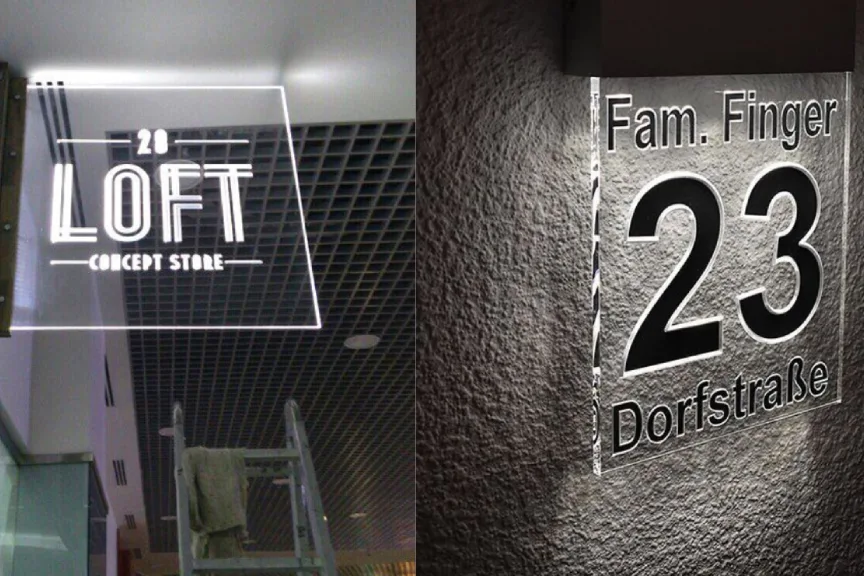 28
LOFT
CONCEPT STORE
Fam. Finger
23
Dorfstraße